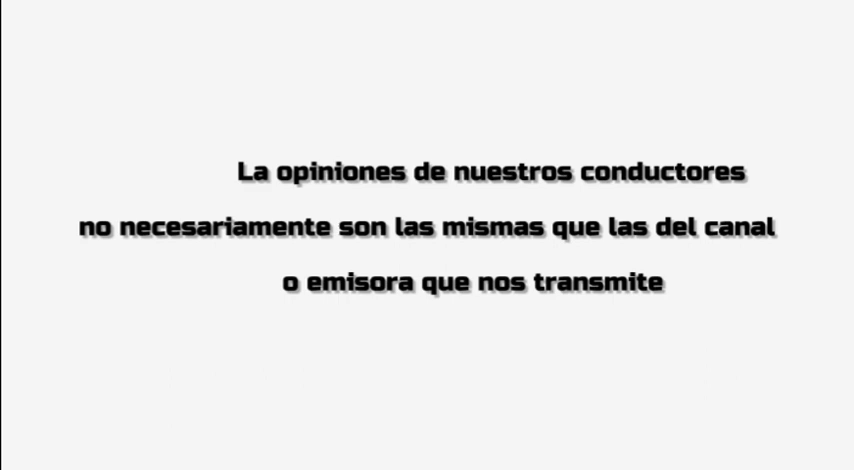 La opiniones de nuestros conductores
no necesariamente son las mismas que las del canal
o emisora que nos transmite